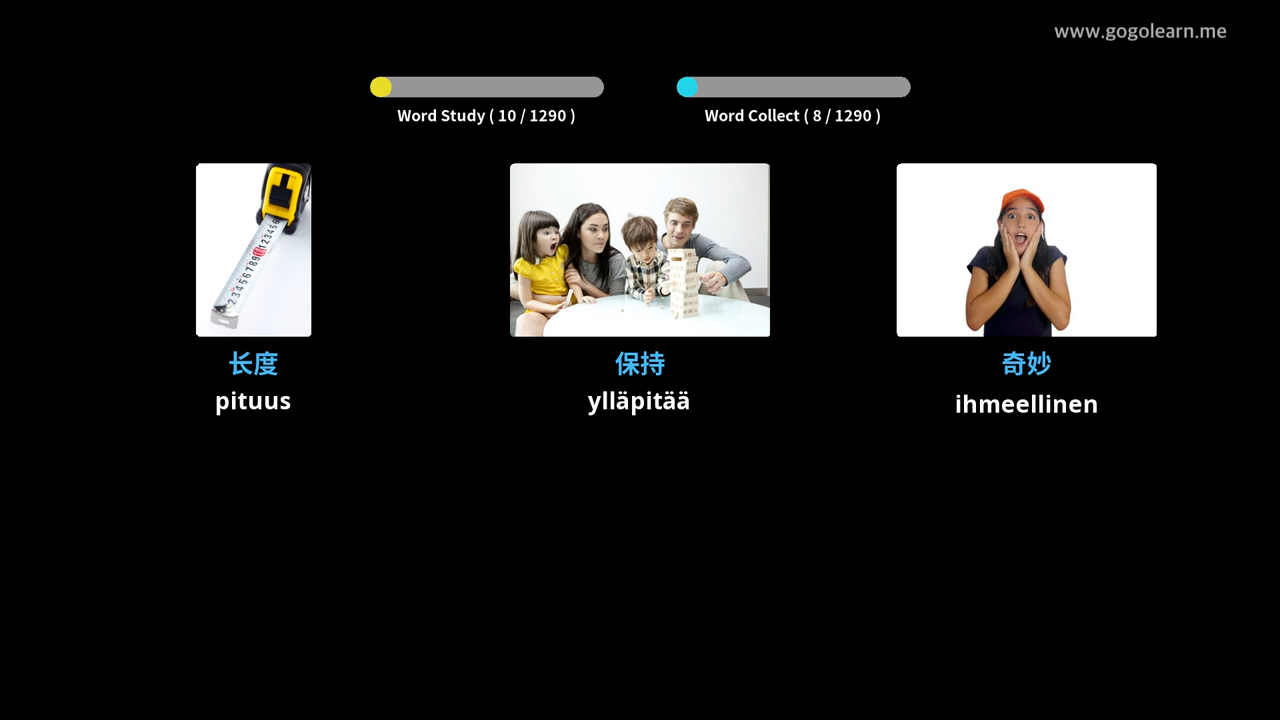 www.gogolearn.me
Word Study ( 10 / 1290 )
Word Collect ( 8 / 1290 )
长度
pituus
保持
ylläpitää
奇妙
ihmeellinen